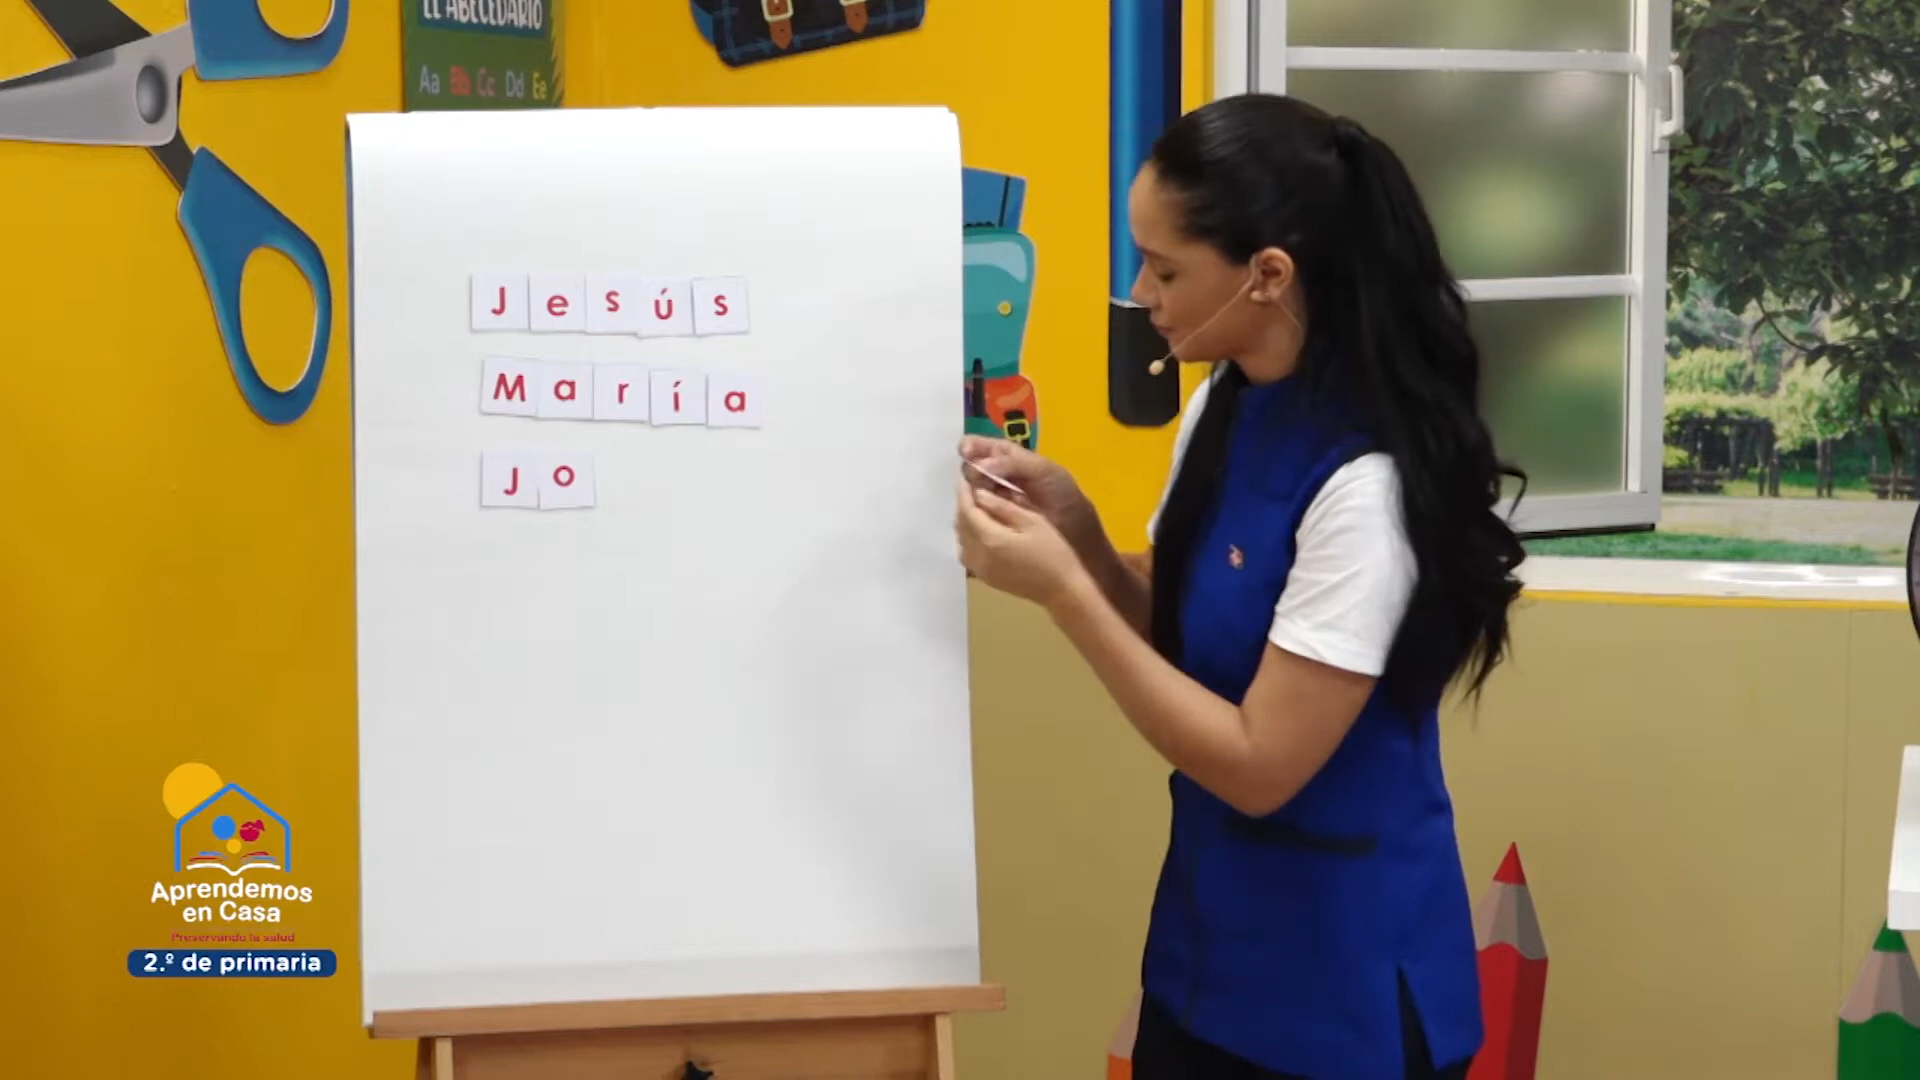 EL ABECEDARIO
Aa Bb Cc Dd Ee
Jesús
María
Jo
Aprendemos
en Casa
Preservando la salud
2.º de primaria